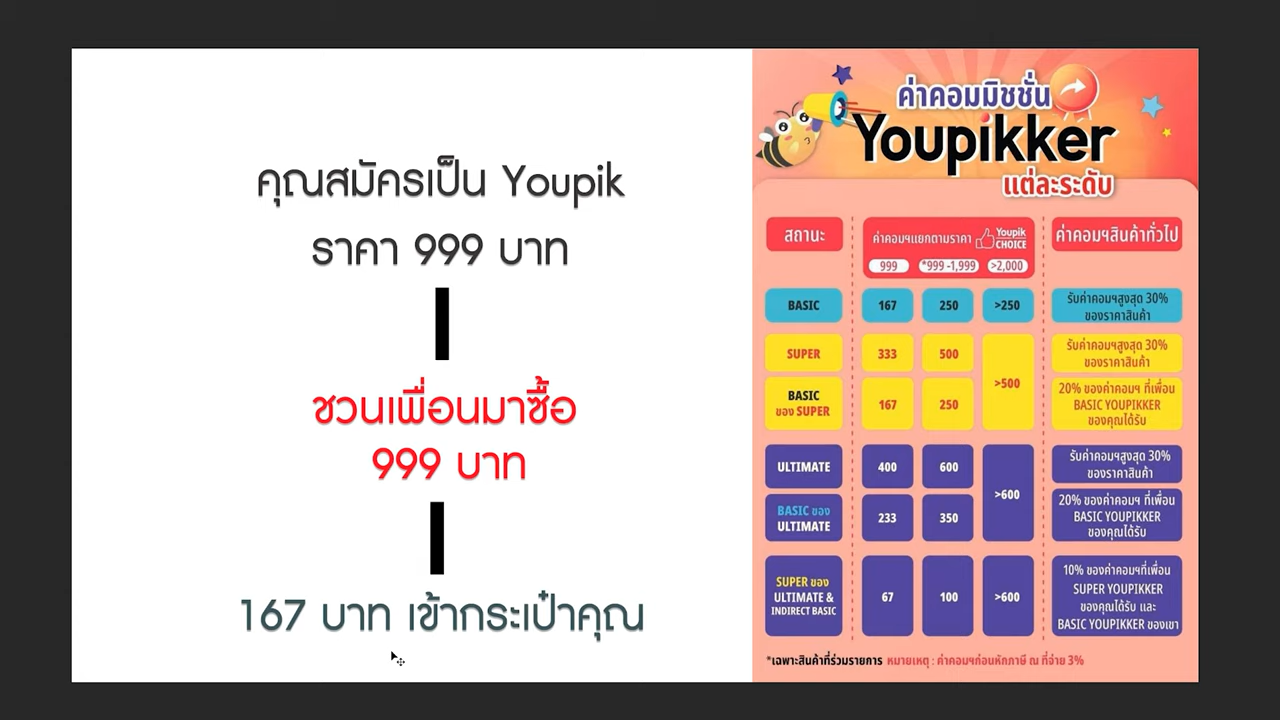 คุณสมัครเป็น Youpik
ราคา 999 บาท
ชวนเพื่อนมาซื้อ
999 บาท
167 บาท เข้ากระเป๋าคุณ
ค่าคอมมิชชั่น
Youpikker
แต่ละระดับ
สถานะ
ค่าคอมฯแยกตามราคา Youpik CHOICE
999 *999 -1,999 >2,000
ค่าคอมฯสินค้าทั่วไป
BASIC 167 250 >250
รับค่าคอมฯสูงสุด 30%
ของราคาสินค้า
SUPER 333 500
รับค่าคอมฯสูงสุด 30%
ของราคาสินค้า
>500
BASIC
ของ SUPER
167 250
20% ของค่าคอมฯ ที่เพื่อน
BASIC YOUPIKKER
ของคุณได้รับ
ULTIMATE 400 600
รับค่าคอมฯสูงสุด 30%
ของราคาสินค้า
>600
BASIC ของ
ULTIMATE
233 350
20% ของค่าคอมฯ ที่เพื่อน
BASIC YOUPIKKER
ของคุณได้รับ
SUPER ของ
ULTIMATE &
INDIRECT BASIC
67 100 >600
10% ของค่าคอมฯที่เพื่อน
SUPER YOUPIKKER
ของคุณได้รับ และ
BASIC YOUPIKKER ของเขา
*เฉพาะสินค้าที่ร่วมรายการ หมายเหตุ : ค่าคอมฯก่อนหักภาษี ณ ที่จ่าย 3%